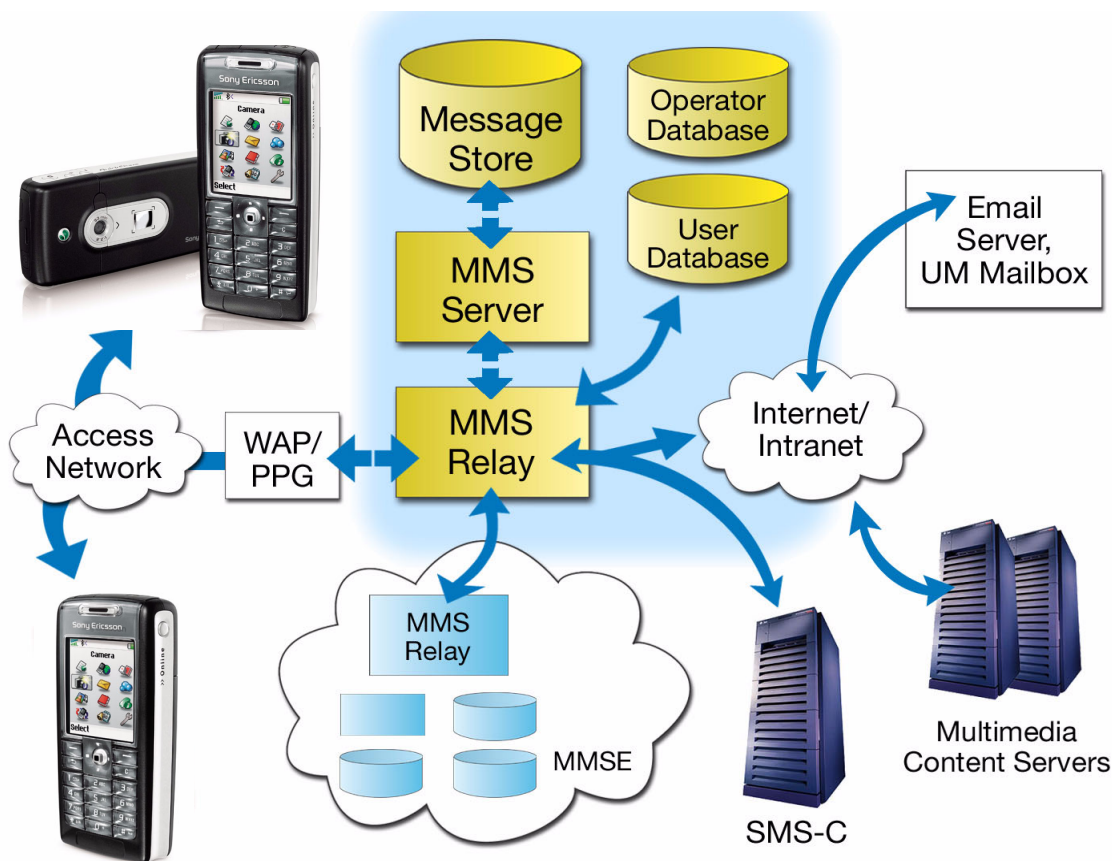 Sony Ericsson
Camera
Select
Message
Store
Operator
Database
User
Database
MMS
Server
MMS
Relay
Email
Server,
UM Mailbox
Internet/
Intranet
Access
Network
WAP/
PPG
MMS
Relay
MMSE
Sony Ericsson
Camera
Select
>> Online
SMS-C
Multimedia
Content Servers